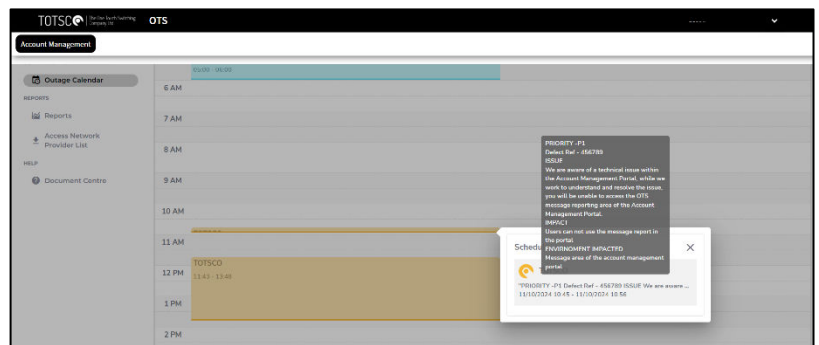 TOTSCO The One Touch Switching Company Ltd OTS
Account Management
Outage Calendar
REPORTS
Reports
Access Network
Provider List
HELP
Document Centre
05:00 - 06:00
6 AM
7 AM
8 AM
9 AM
10 AM
11 AM
12 PM
1 PM
2 PM
TOTSCO
11:43 - 13:46
PRIORITY -P1
Defect Ref - 456789
ISSUE
We are aware of a technical issue within
the Account Management Portal, while we
work to understand and resolve the issue,
you will be unable to access the OTS
message reporting area of the Account
Management Portal.
IMPACT
Users can not use the message report in
the portal
ENVIRNOMENT IMPACTED
Message area of the account management
portal
"PRIORITY -P1 Defect Ref - 456789 ISSUE We are aware ...
11/10/2024 10:45 - 11/10/2024 10:56